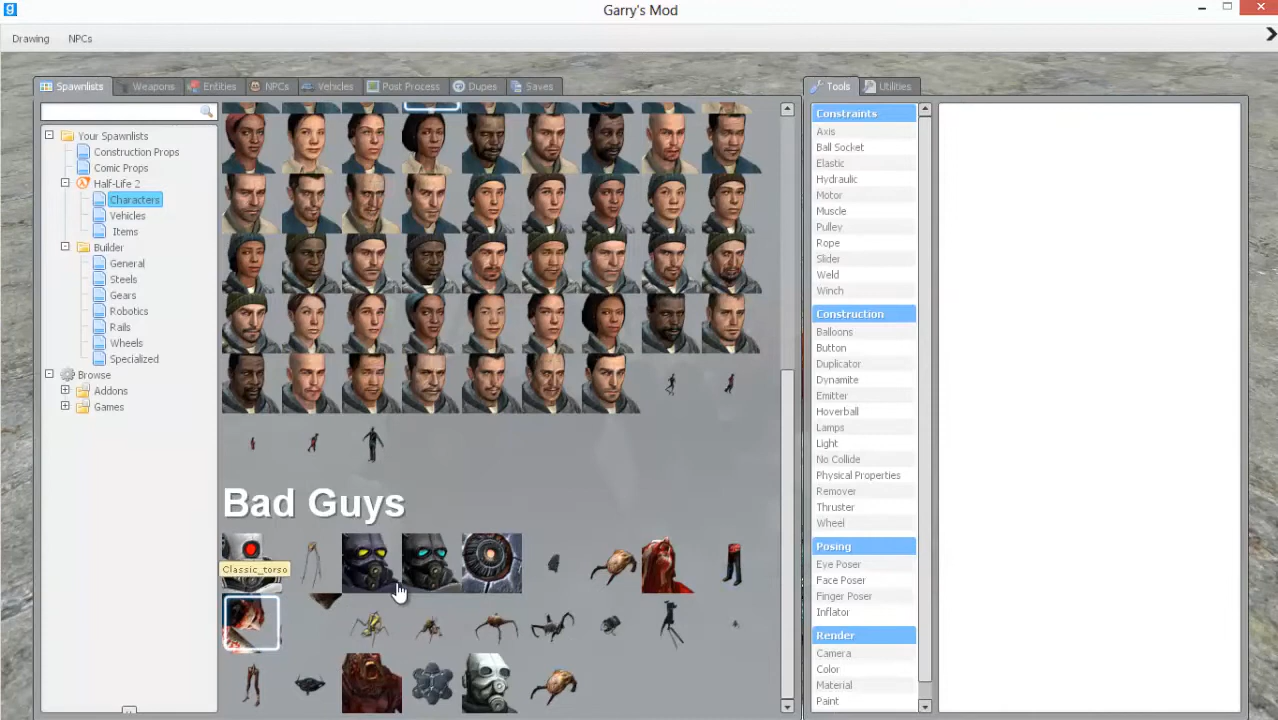 Garry's Mod
Drawing NPCs
Spawnlists Weapons Entities NPCs Vehicles Post Process Dupes Saves
Your Spawnlists
Construction Props
Comic Props
Half-Life 2
Characters
Vehicles
Items
Builder
General
Steels
Gears
Robotics
Rails
Wheels
Specialized
Browse
Addons
Games
Bad Guys
Classic_torso
Tools Utilities
Constraints
Axis
Ball Socket
Elastic
Hydraulic
Motor
Muscle
Pulley
Rope
Slider
Weld
Winch
Construction
Balloons
Button
Duplicator
Dynamite
Emitter
Hoverball
Lamps
Light
No Collide
Physical Properties
Remover
Thruster
Wheel
Posing
Eye Poser
Face Poser
Finger Poser
Inflator
Render
Camera
Color
Material
Paint